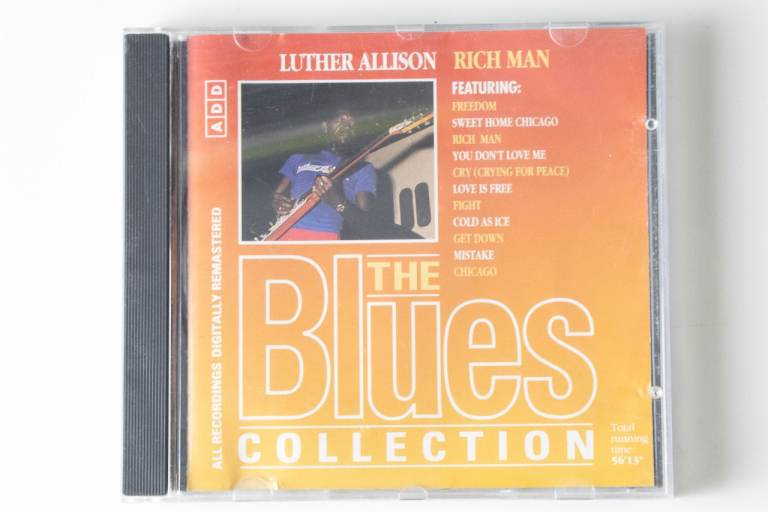 LUTHER ALLISON RICH MAN
ADD
FEATURING:
FREEDOM
SWEET HOME CHICAGO
RICH MAN
YOU DON'T LOVE ME
CRY (CRYING FOR PEACE)
LOVE IS FREE
FIGHT
COLD AS ICE
GET DOWN
MISTAKE
CHICAGO
ALL RECORDINGS DIGITALLY REMASTERED
THE
Blues
COLLECTION
Total
running
time:
56'13"